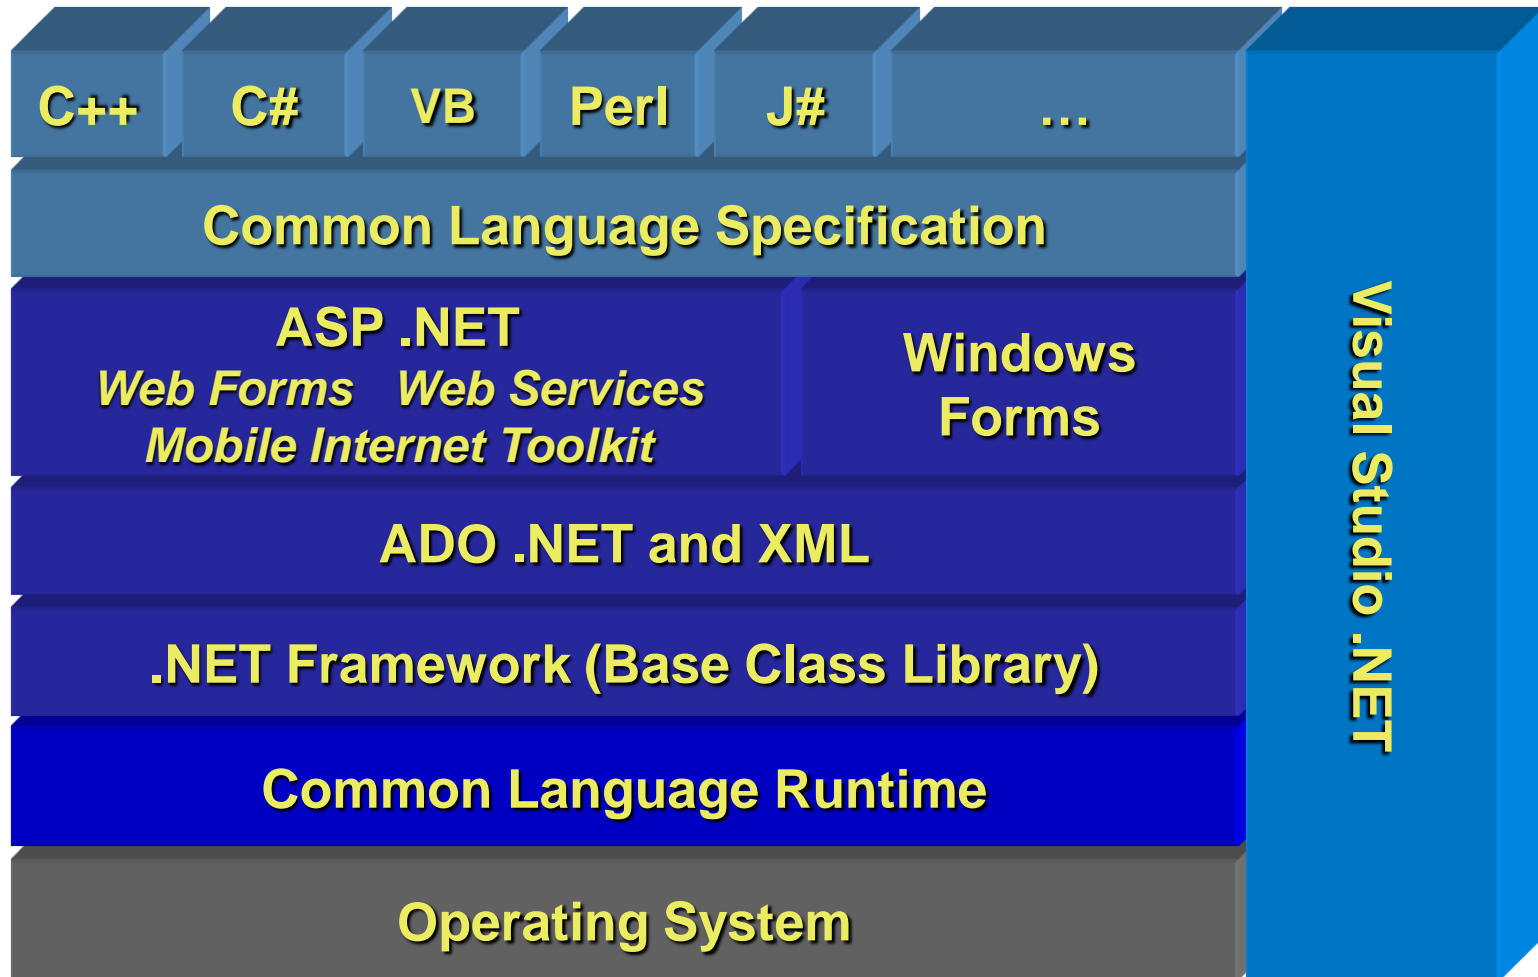 C++ C# VB Perl J# …
Common Language Specification
ASP .NET
Web Forms Web Services
Mobile Internet Toolkit
Windows
Forms
ADO .NET and XML
.NET Framework (Base Class Library)
Common Language Runtime
Operating System
Visual Studio .NET